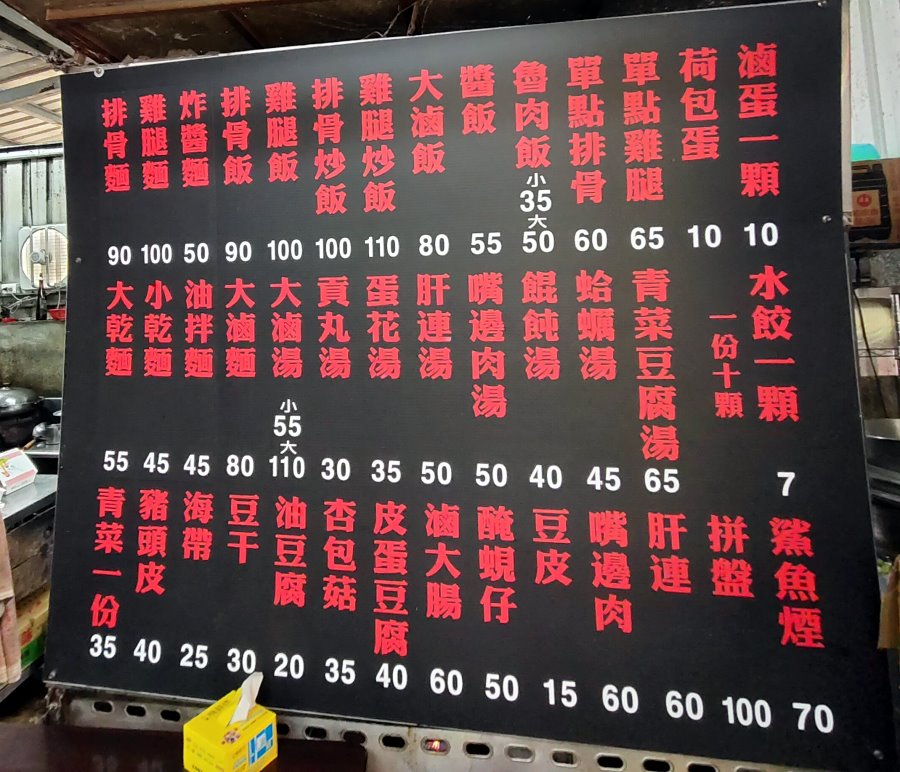 滷蛋一顆 10
荷包蛋 10
單點雞腿 65
單點排骨 60
魯肉飯 小35 大50
醬飯 55
大滷飯 80
雞腿炒飯 110
排骨炒飯 100
雞腿飯 100
排骨飯 90
炸醬麵 50
雞腿麵 100
排骨麵 90
水餃一顆 7
一份十顆
青菜豆腐湯 65
蛤蠣湯 45
餛飩湯 40
嘴邊肉湯 50
肝連湯 50
蛋花湯 35
貢丸湯 30
大滷湯 小55 大110
大滷麵 80
油拌麵 45
小乾麵 45
大乾麵 55
鯊魚煙 70
拼盤 100
肝連 60
嘴邊肉 60
豆皮 15
醃蜆仔 50
滷大腸 60
皮蛋豆腐 40
杏包菇 35
油豆腐 20
豆干 30
海帶 25
豬頭皮 40
青菜一份 35